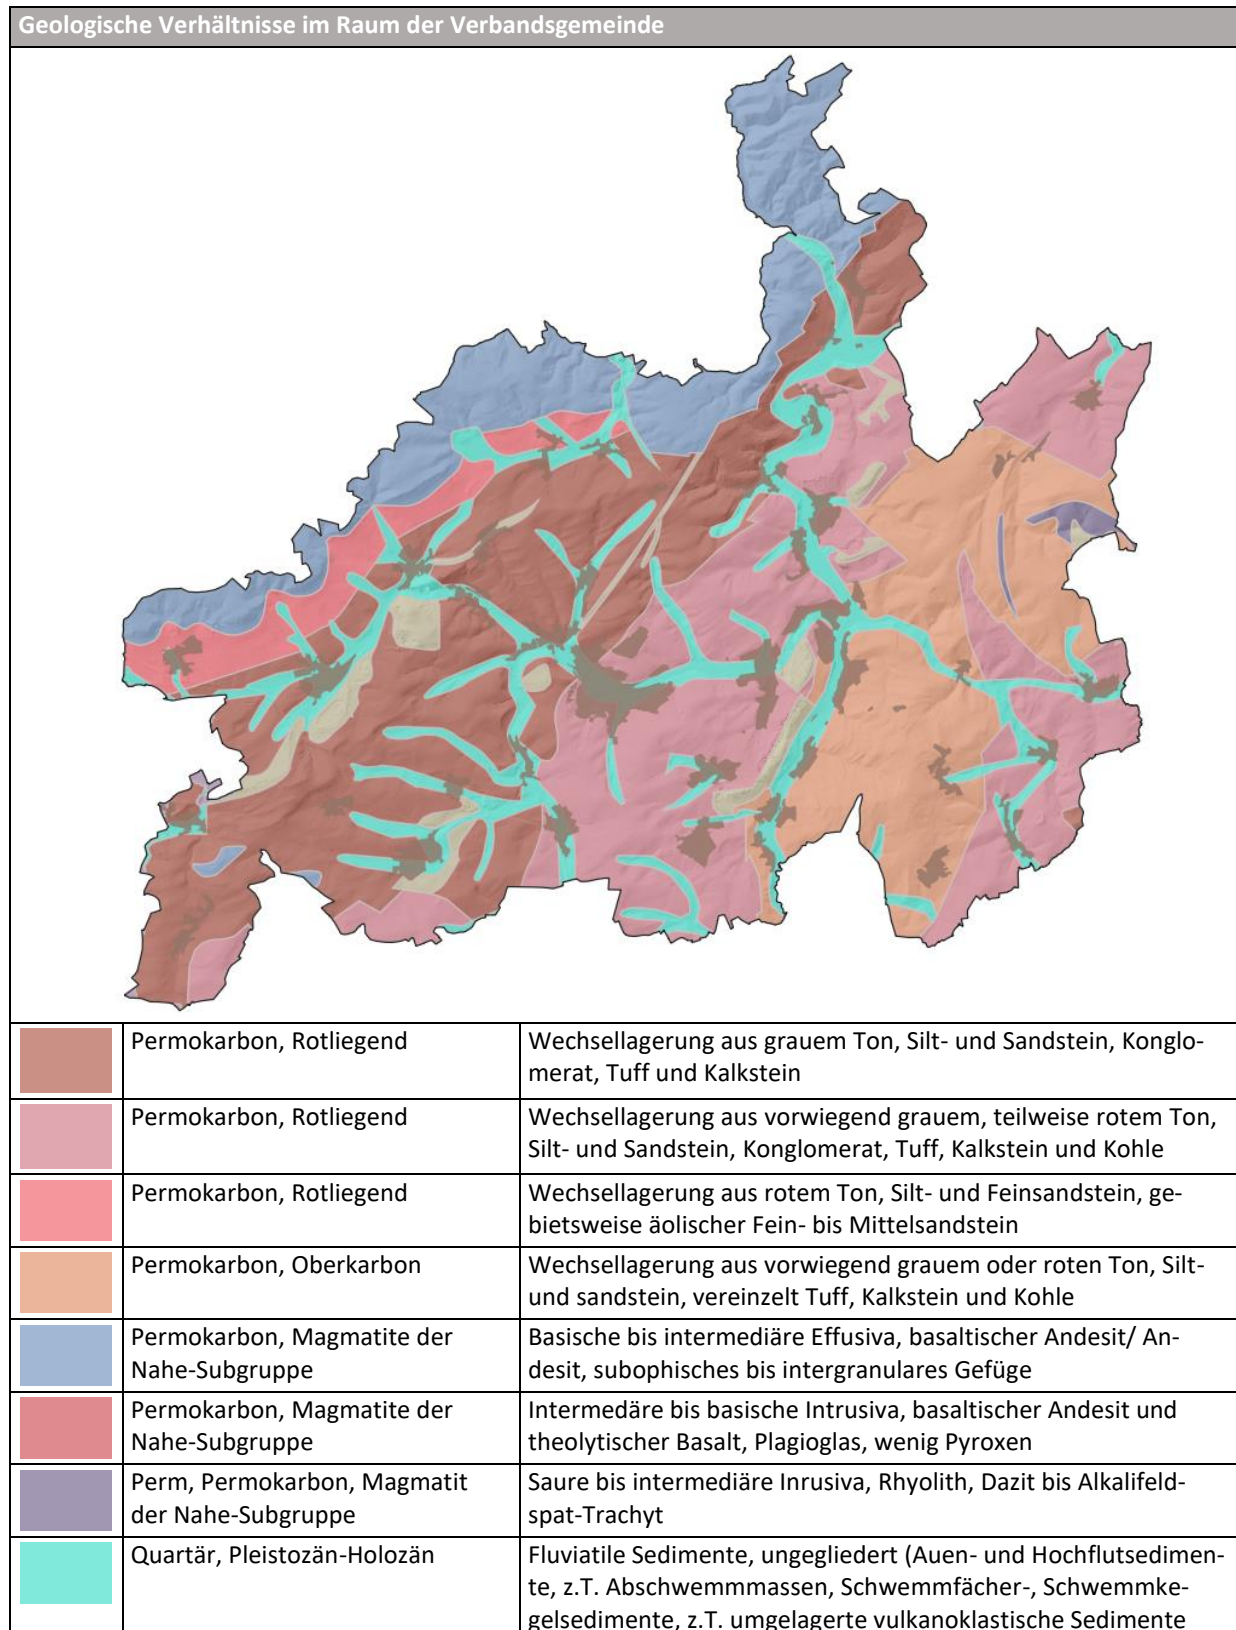 Geologische Verhältnisse im Raum der Verbandsgemeinde
Permokarbon, Rotliegend
Wechsellagerung aus grauem Ton, Silt- und Sandstein, Konglo-
merat, Tuff und Kalkstein
Permokarbon, Rotliegend
Wechsellagerung aus vorwiegend grauem, teilweise rotem Ton,
Silt- und Sandstein, Konglomerat, Tuff, Kalkstein und Kohle
Permokarbon, Rotliegend
Wechsellagerung aus rotem Ton, Silt- und Feinsandstein, ge-
bietsweise äolischer Fein- bis Mittelsandstein
Permokarbon, Oberkarbon
Wechsellagerung aus vorwiegend grauem oder roten Ton, Silt-
und sandstein, vereinzelt Tuff, Kalkstein und Kohle
Permokarbon, Magmatite der
Nahe-Subgruppe
Basische bis intermediäre Effusiva, basaltischer Andesit/ An-
desit, subophisches bis intergranulares Gefüge
Permokarbon, Magmatite der
Nahe-Subgruppe
Intermedäre bis basische Intrusiva, basaltischer Andesit und
theolytischer Basalt, Plagioglas, wenig Pyroxen
Perm, Permokarbon, Magmatit
der Nahe-Subgruppe
Saure bis intermediäre Inrusiva, Rhyolith, Dazit bis Alkalifeld-
spat-Trachyt
Quartär, Pleistozän-Holozän
Fluviatile Sedimente, ungegliedert (Auen- und Hochflutsedimen-
te, z.T. Abschwemmmassen, Schwemmfächer-, Schwemmke-
gelsedimente, z.T. umgelagerte vulkanoklastische Sedimente